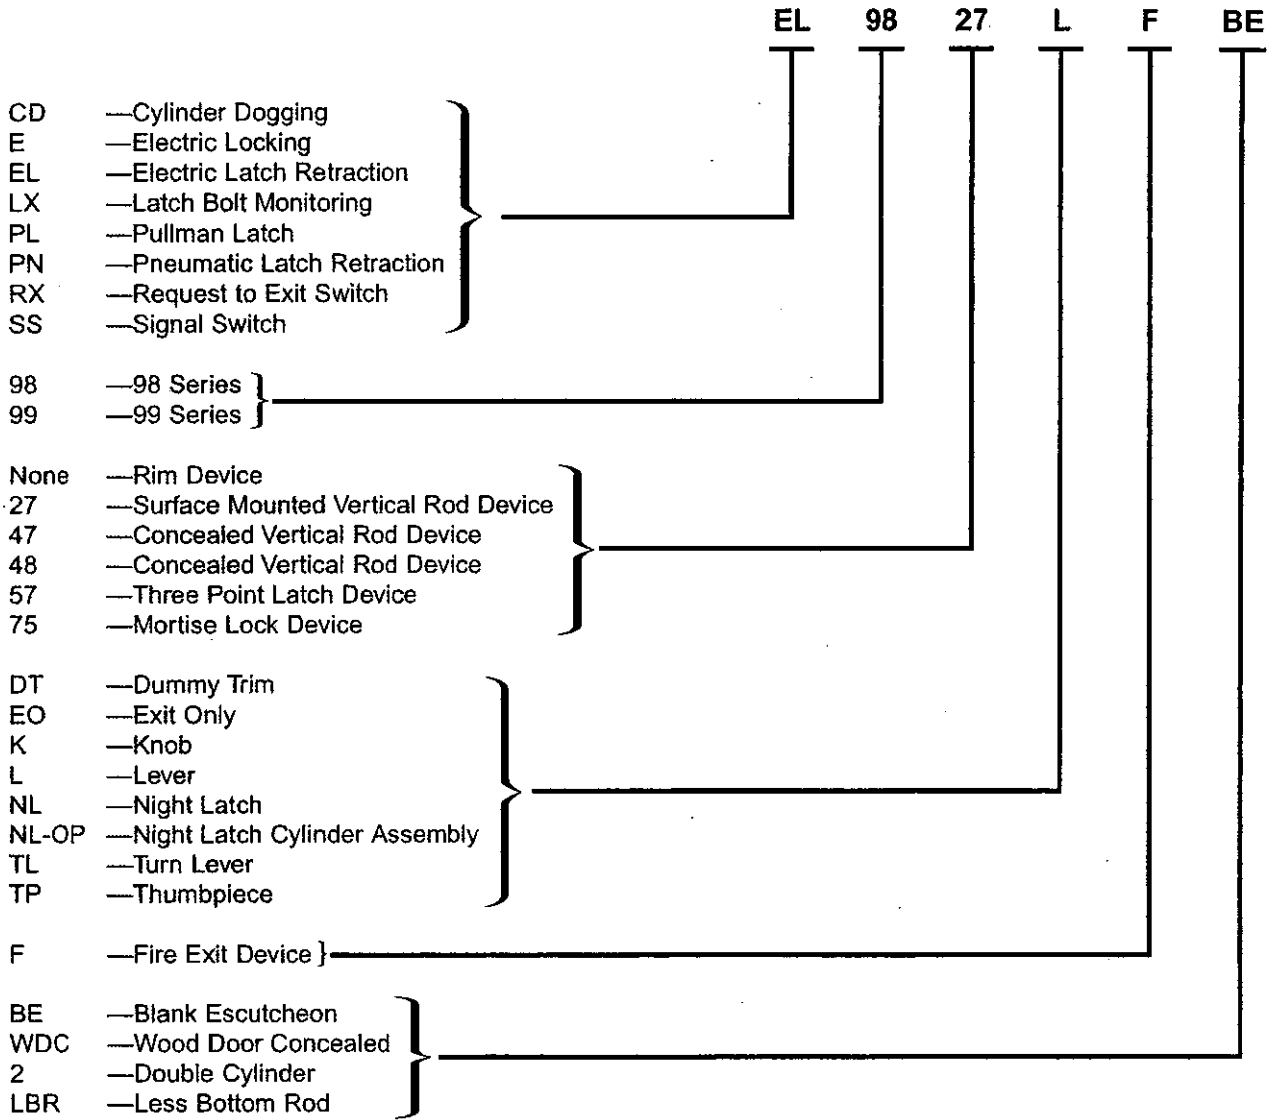 EL 98 27 L F BE
CD —Cylinder Dogging
E —Electric Locking
EL —Electric Latch Retraction
LX —Latch Bolt Monitoring
PL —Pullman Latch
PN —Pneumatic Latch Retraction
RX —Request to Exit Switch
SS —Signal Switch
98 —98 Series
99 —99 Series
None —Rim Device
27 —Surface Mounted Vertical Rod Device
47 —Concealed Vertical Rod Device
48 —Concealed Vertical Rod Device
57 —Three Point Latch Device
75 —Mortise Lock Device
DT —Dummy Trim
EO —Exit Only
K —Knob
L —Lever
NL —Night Latch
NL-OP —Night Latch Cylinder Assembly
TL —Turn Lever
TP —Thumbpiece
F —Fire Exit Device
BE —Blank Escutcheon
WDC —Wood Door Concealed
2 —Double Cylinder
LBR —Less Bottom Rod